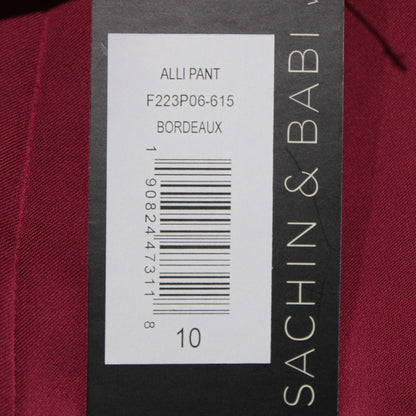 ALLI PANT
F223P06-615
BORDEAUX
1 90824 47311 8
10
SACHIN & BABI